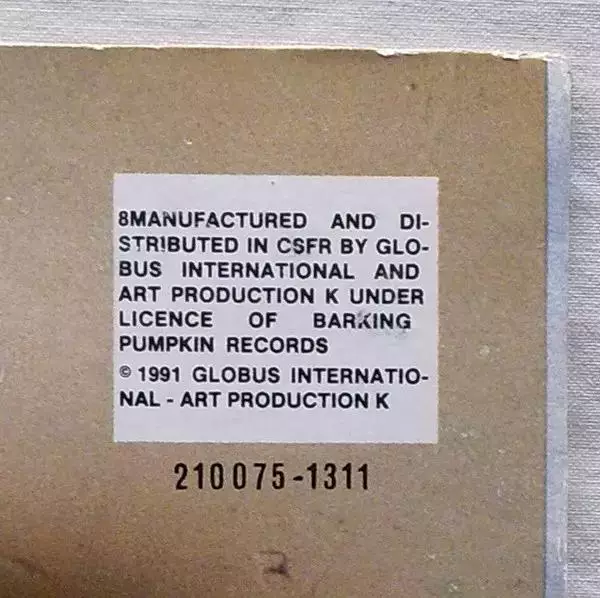 8MANUFACTURED AND DI-
STRIBUTED IN CSFR BY GLO-
BUS INTERNATIONAL AND
ART PRODUCTION K UNDER
LICENCE OF BARKING
PUMPKIN RECORDS
© 1991 GLOBUS INTERNATIO-
NAL - ART PRODUCTION K
210075-1311